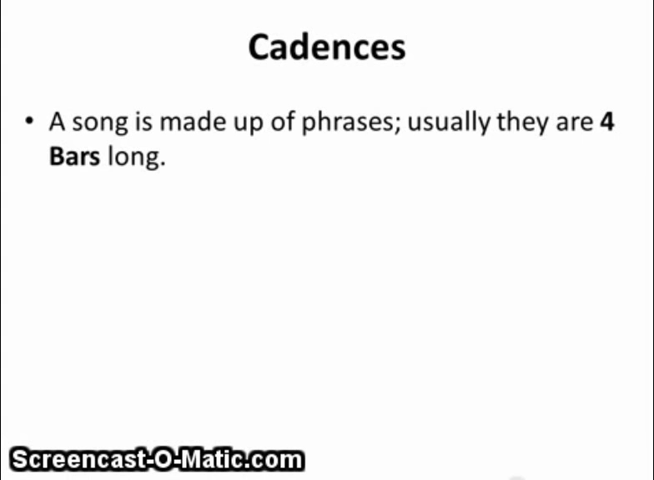 Cadences
• A song is made up of phrases; usually they are 4
Bars long.
Screencast-O-Matic.com